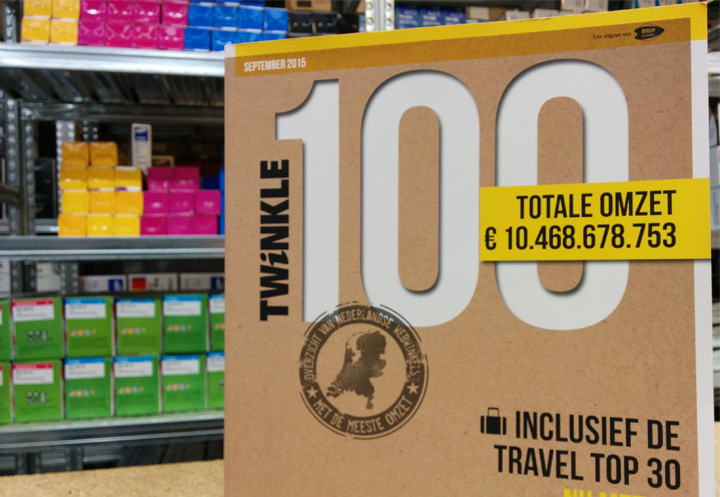 Een uitgave van BBP
SEPTEMBER 2015
TWiNKLE
100
TOTALE OMZET
€ 10.468.678.753
OVERZICHT VAN NEDERLANDSE WEBWINKELS
MET DE MEESTE OMZET
INCLUSIEF DE
TRAVEL TOP 30